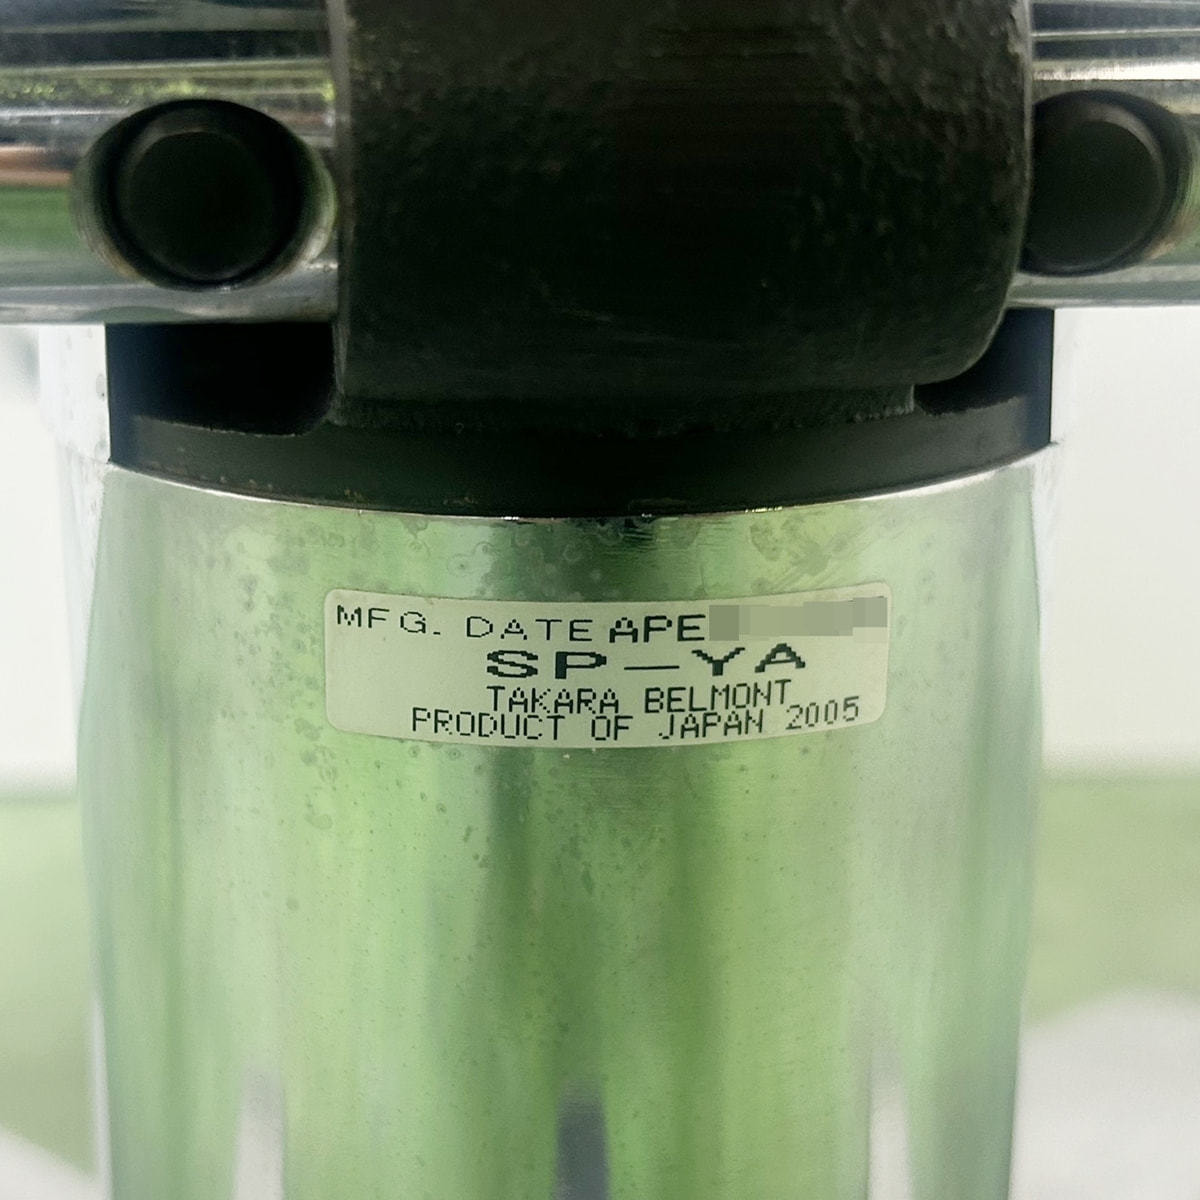 MFG. DATE APE
SP-YA
TAKARA BELMONT
PRODUCT OF JAPAN 2005